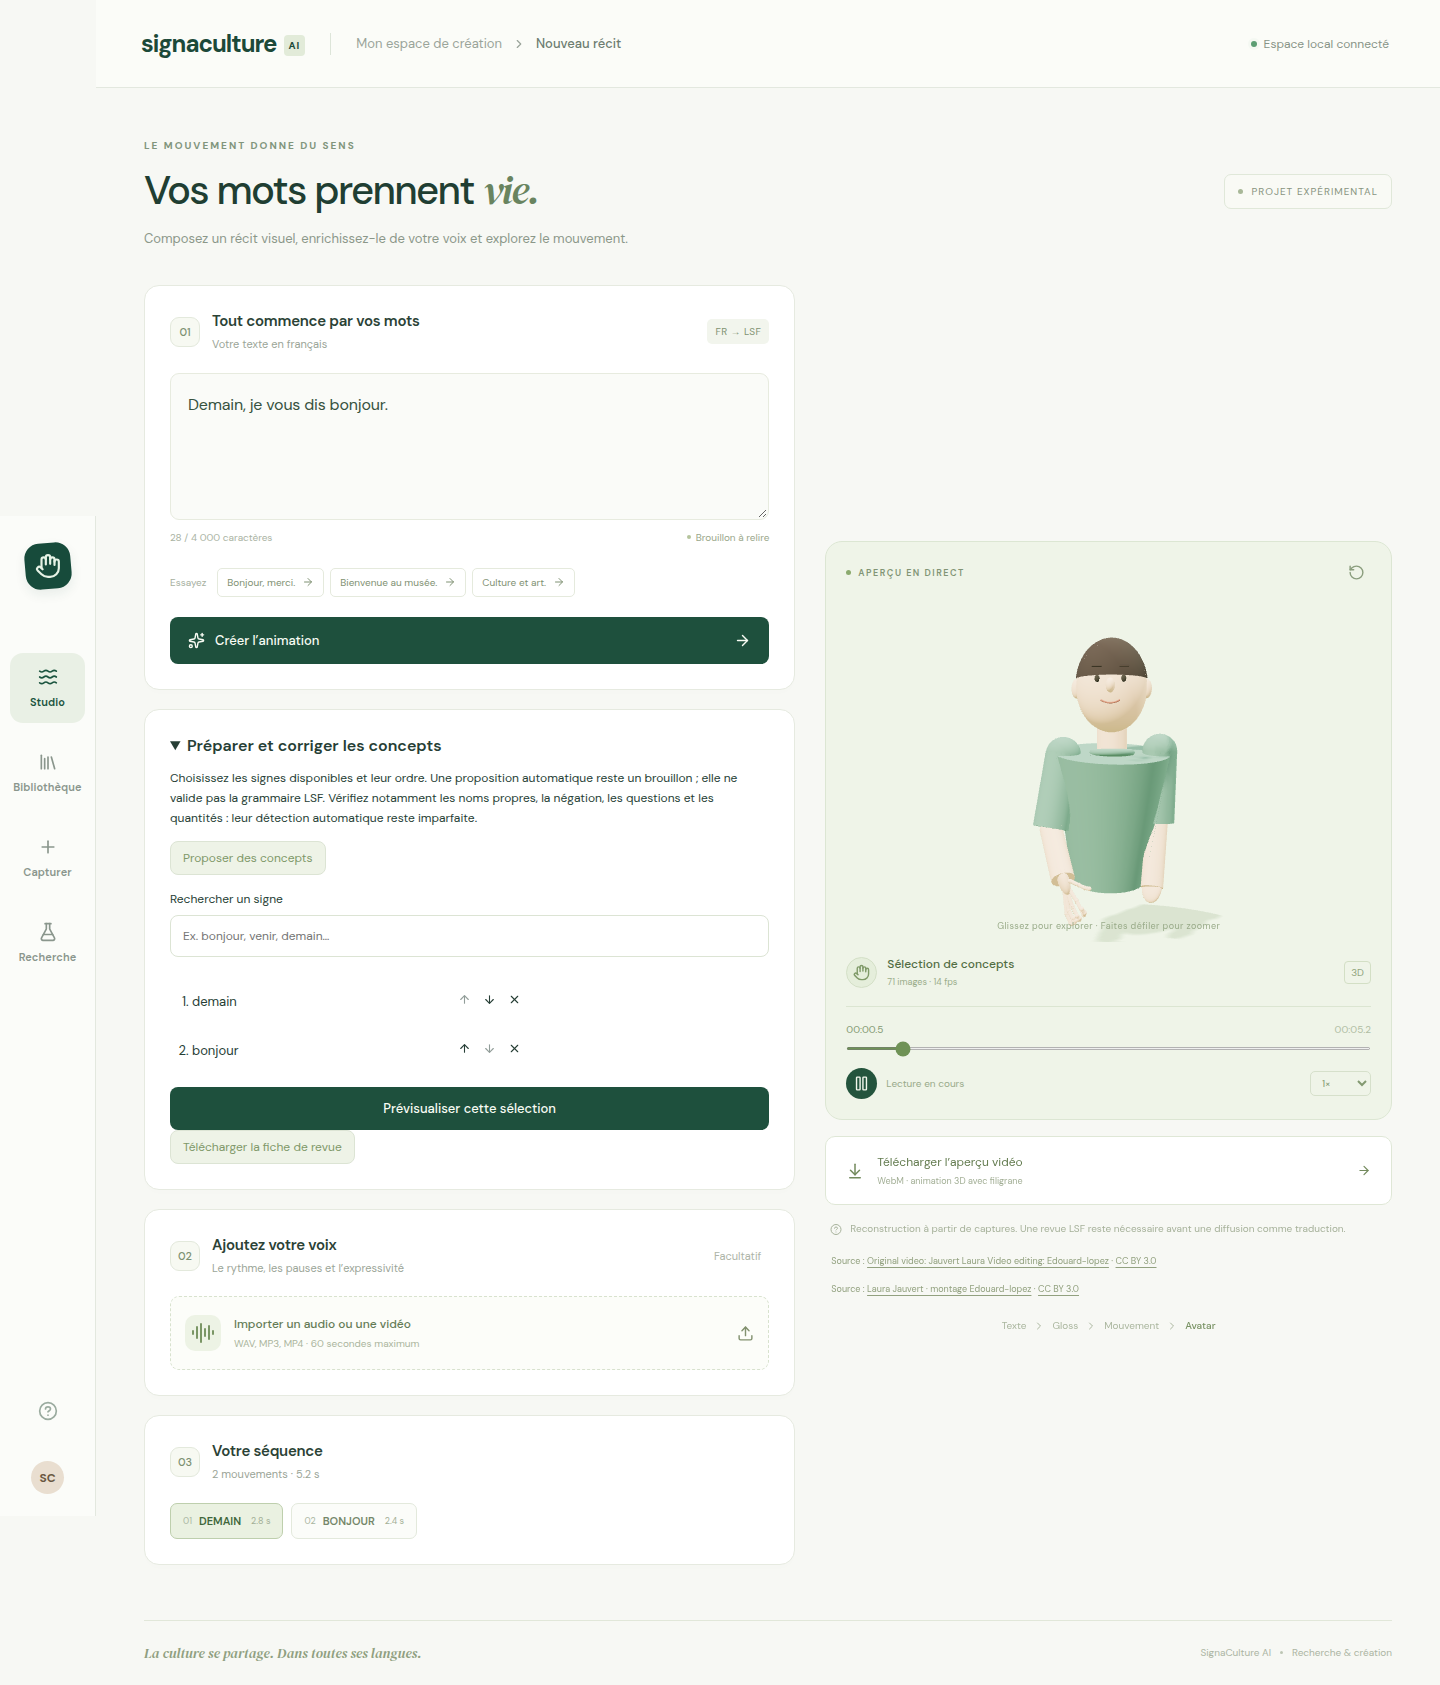 signaculture AI
Mon espace de création > Nouveau récit
Espace local connecté
LE MOUVEMENT DONNE DU SENS
Vos mots prennent vie.
PROJET EXPÉRIMENTAL
Composez un récit visuel, enrichissez-le de votre voix et explorez le mouvement.
Studio
Bibliothèque
Capturer
Recherche
SC
01
Tout commence par vos mots
Votre texte en français
FR → LSF
Demain, je vous dis bonjour.
28 / 4 000 caractères
Brouillon à relire
Essayez
Bonjour, merci. →
Bienvenue au musée. →
Culture et art. →
Créer l'animation →
▼ Préparer et corriger les concepts
Choisissez les signes disponibles et leur ordre. Une proposition automatique reste un brouillon ; elle ne
valide pas la grammaire LSF. Vérifiez notamment les noms propres, la négation, les questions et les
quantités : leur détection automatique reste imparfaite.
Proposer des concepts
Rechercher un signe
Ex. bonjour, venir, demain…
1. demain ↑ ↓ ×
2. bonjour ↑ ↓ ×
Prévisualiser cette sélection
Télécharger la fiche de revue
02
Ajoutez votre voix
Le rythme, les pauses et l'expressivité
Facultatif
Importer un audio ou une vidéo
WAV, MP3, MP4 · 60 secondes maximum
03
Votre séquence
2 mouvements · 5.2 s
01 DEMAIN 2.8 s
02 BONJOUR 2.4 s
APERÇU EN DIRECT
Glissez pour explorer · Faites défiler pour zoomer
Sélection de concepts
71 images · 14 fps
3D
00:00.5
00:05.2
Lecture en cours
1×
Télécharger l'aperçu vidéo
WebM · animation 3D avec filigrane
Reconstruction à partir de captures. Une revue LSF reste nécessaire avant une diffusion comme traduction.
Source : Original video: Jauvert Laura Video editing: Edouard-lopez · CC BY 3.0
Source : Laura Jauvert · montage Edouard-lopez · CC BY 3.0
Texte > Gloss > Mouvement > Avatar
La culture se partage. Dans toutes ses langues.
SignaCulture AI • Recherche & création